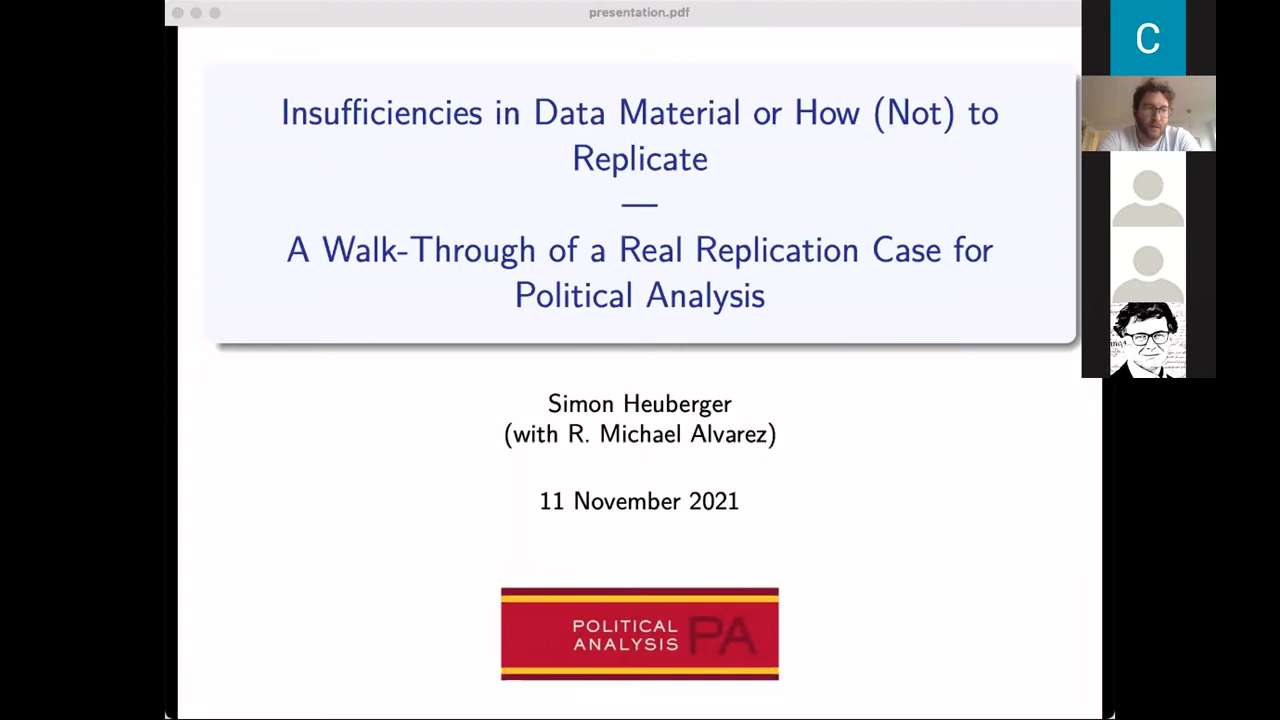 presentation.pdf
Insufficiencies in Data Material or How (Not) to
Replicate
—
A Walk-Through of a Real Replication Case for
Political Analysis
Simon Heuberger
(with R. Michael Alvarez)
11 November 2021
POLITICAL
ANALYSIS
PA
C